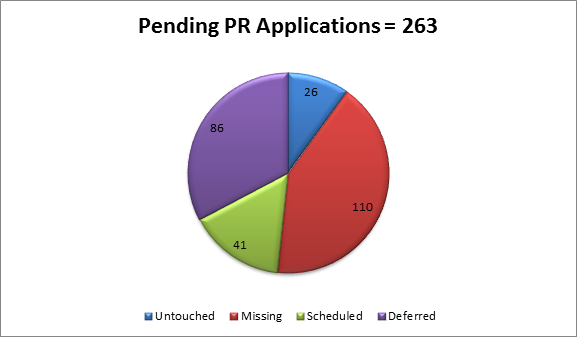 Pending PR Applications = 263
26
86
110
41
Untouched Missing Scheduled Deferred